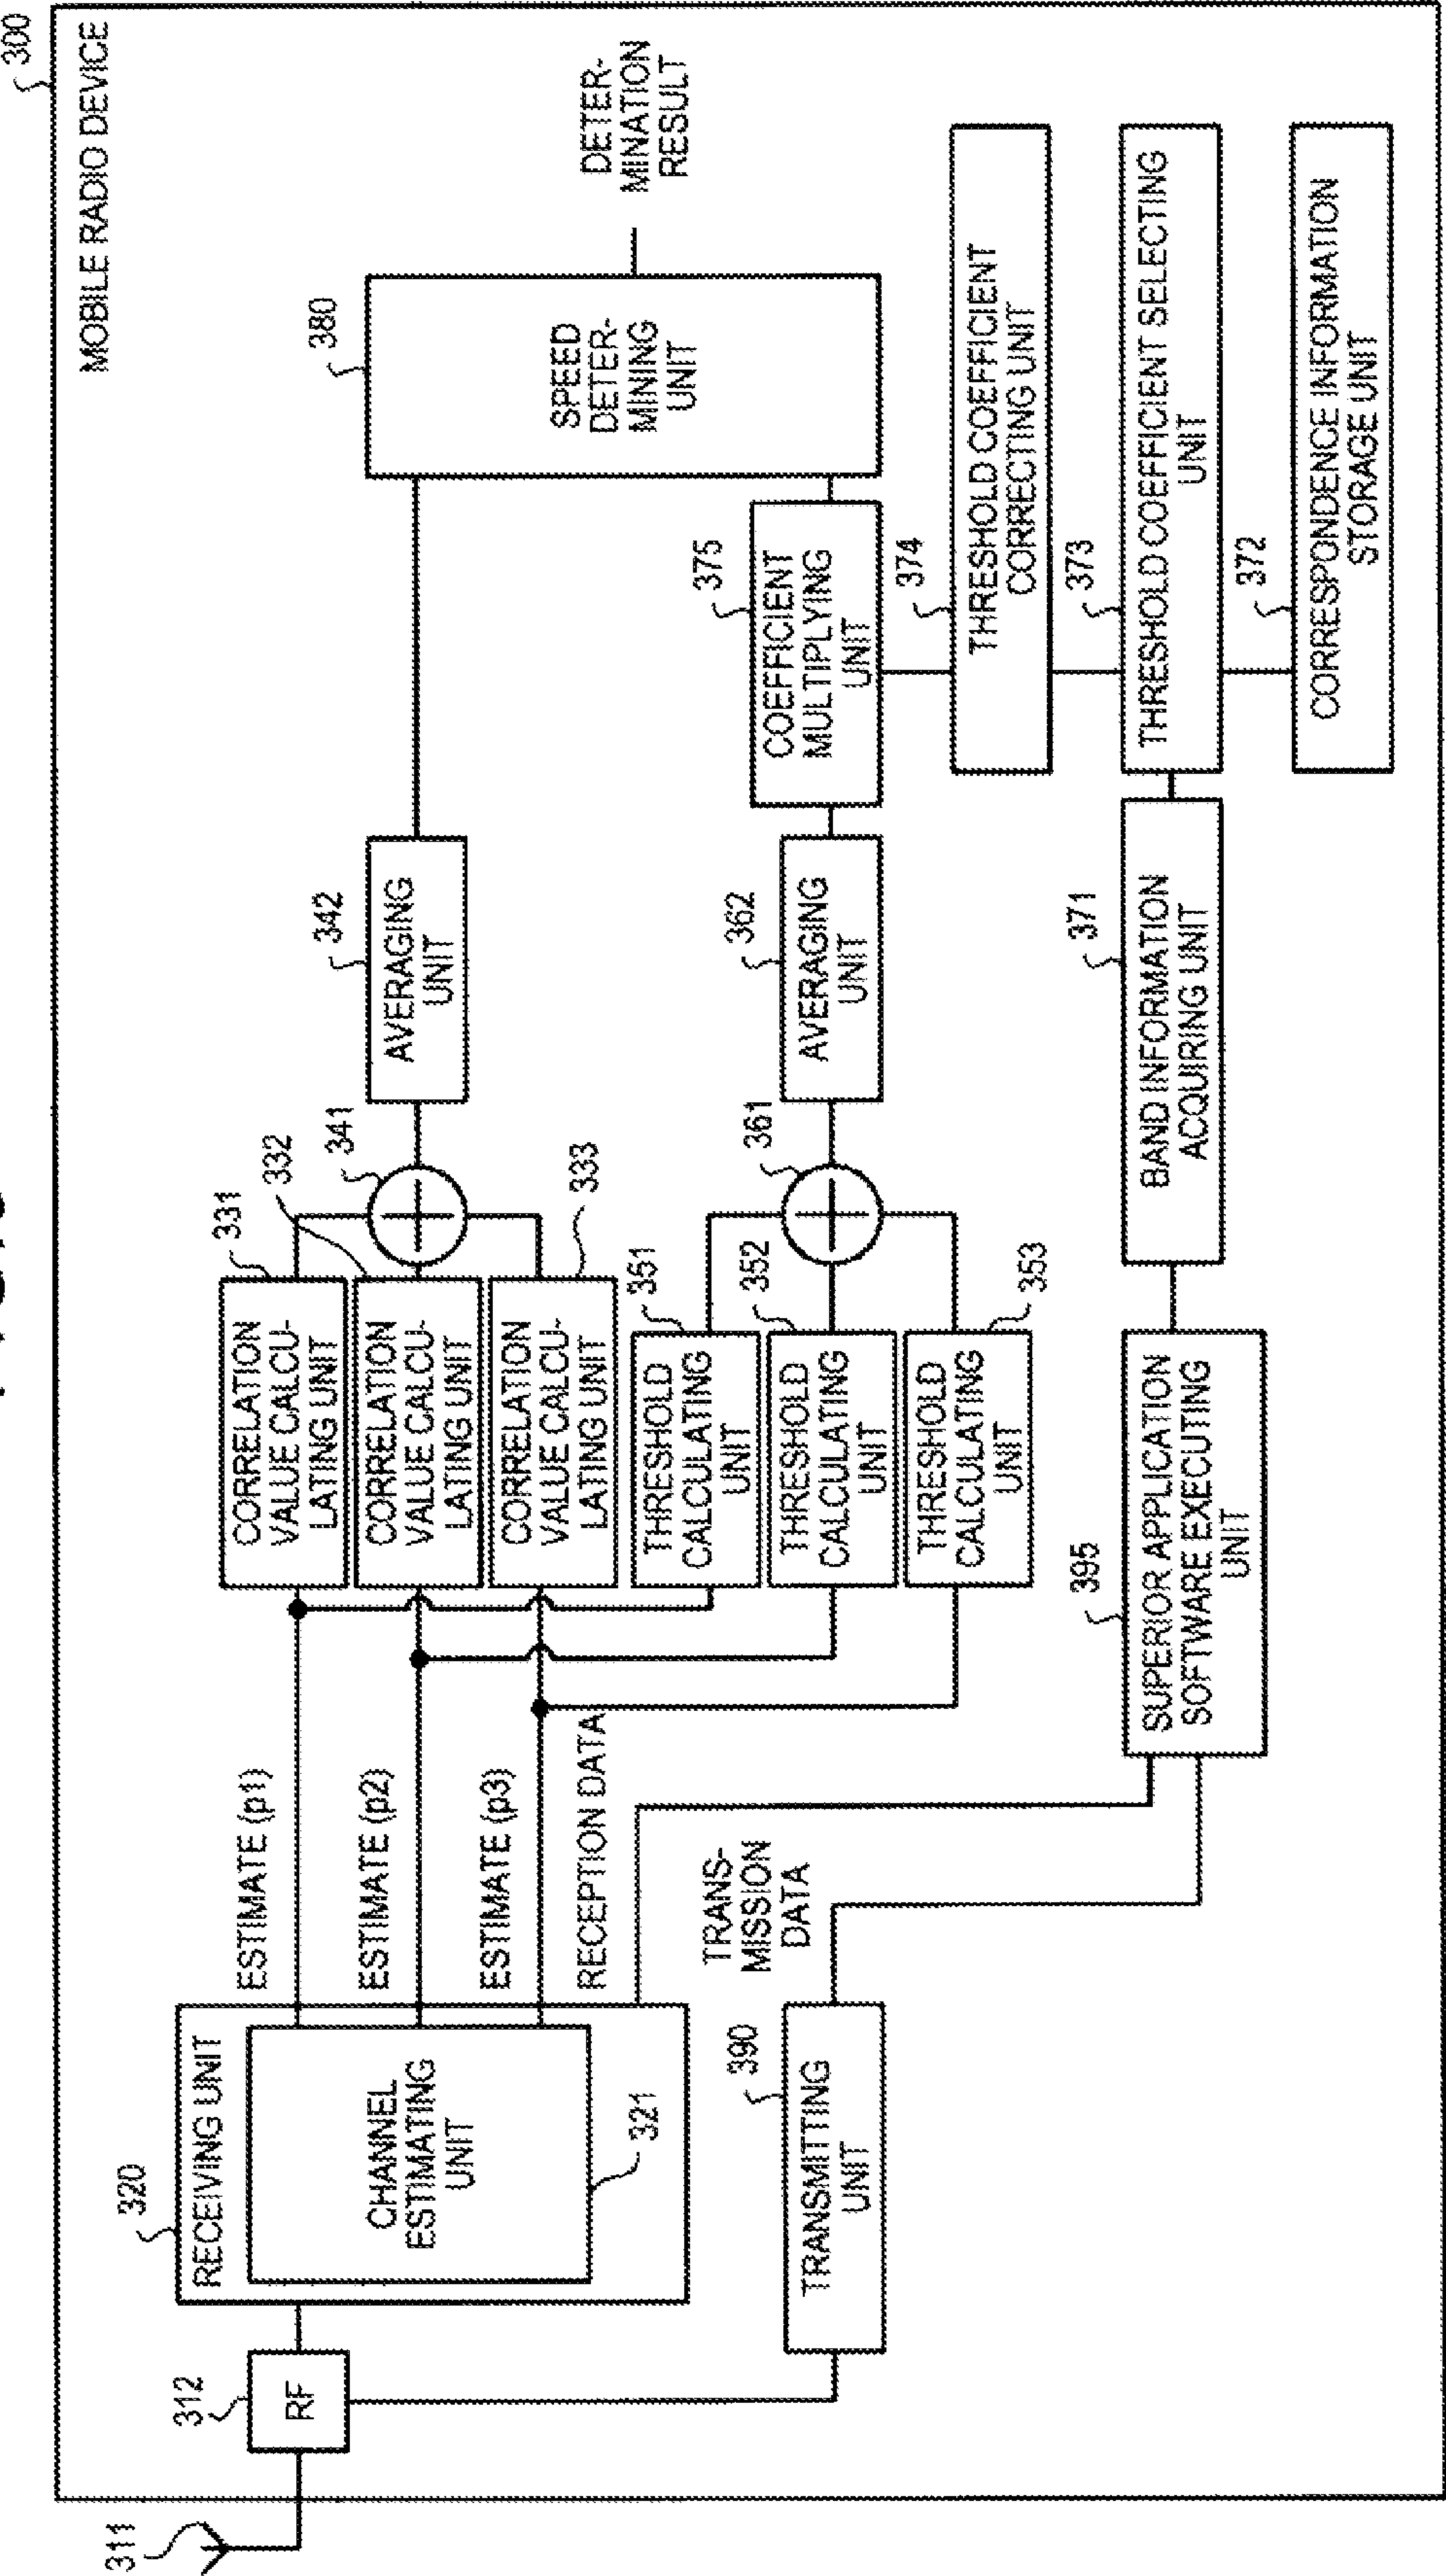 300
MOBILE RADIO DEVICE
311
312
RF
320
RECEIVING UNIT
CHANNEL
ESTIMATING
UNIT
321
ESTIMATE (p1)
ESTIMATE (p2)
ESTIMATE (p3)
RECEPTION DATA
331
CORRELATION
VALUE CALCU-
LATING UNIT
332
CORRELATION
VALUE CALCU-
LATING UNIT
333
CORRELATION
VALUE CALCU-
LATING UNIT
341
342
AVERAGING
UNIT
351
THRESHOLD
CALCULATING
UNIT
352
THRESHOLD
CALCULATING
UNIT
353
THRESHOLD
CALCULATING
UNIT
361
362
AVERAGING
UNIT
375
COEFFICIENT
MULTIPLYING
UNIT
380
SPEED
DETER-
MINING
UNIT
DETER-
MINATION
RESULT
374
THRESHOLD COEFFICIENT
CORRECTING UNIT
373
THRESHOLD COEFFICIENT SELECTING
UNIT
372
CORRESPONDENCE INFORMATION
STORAGE UNIT
371
BAND INFORMATION
ACQUIRING UNIT
395
SUPERIOR APPLICATION
SOFTWARE EXECUTING
UNIT
390
TRANSMITTING
UNIT
TRANS-
MISSION
DATA